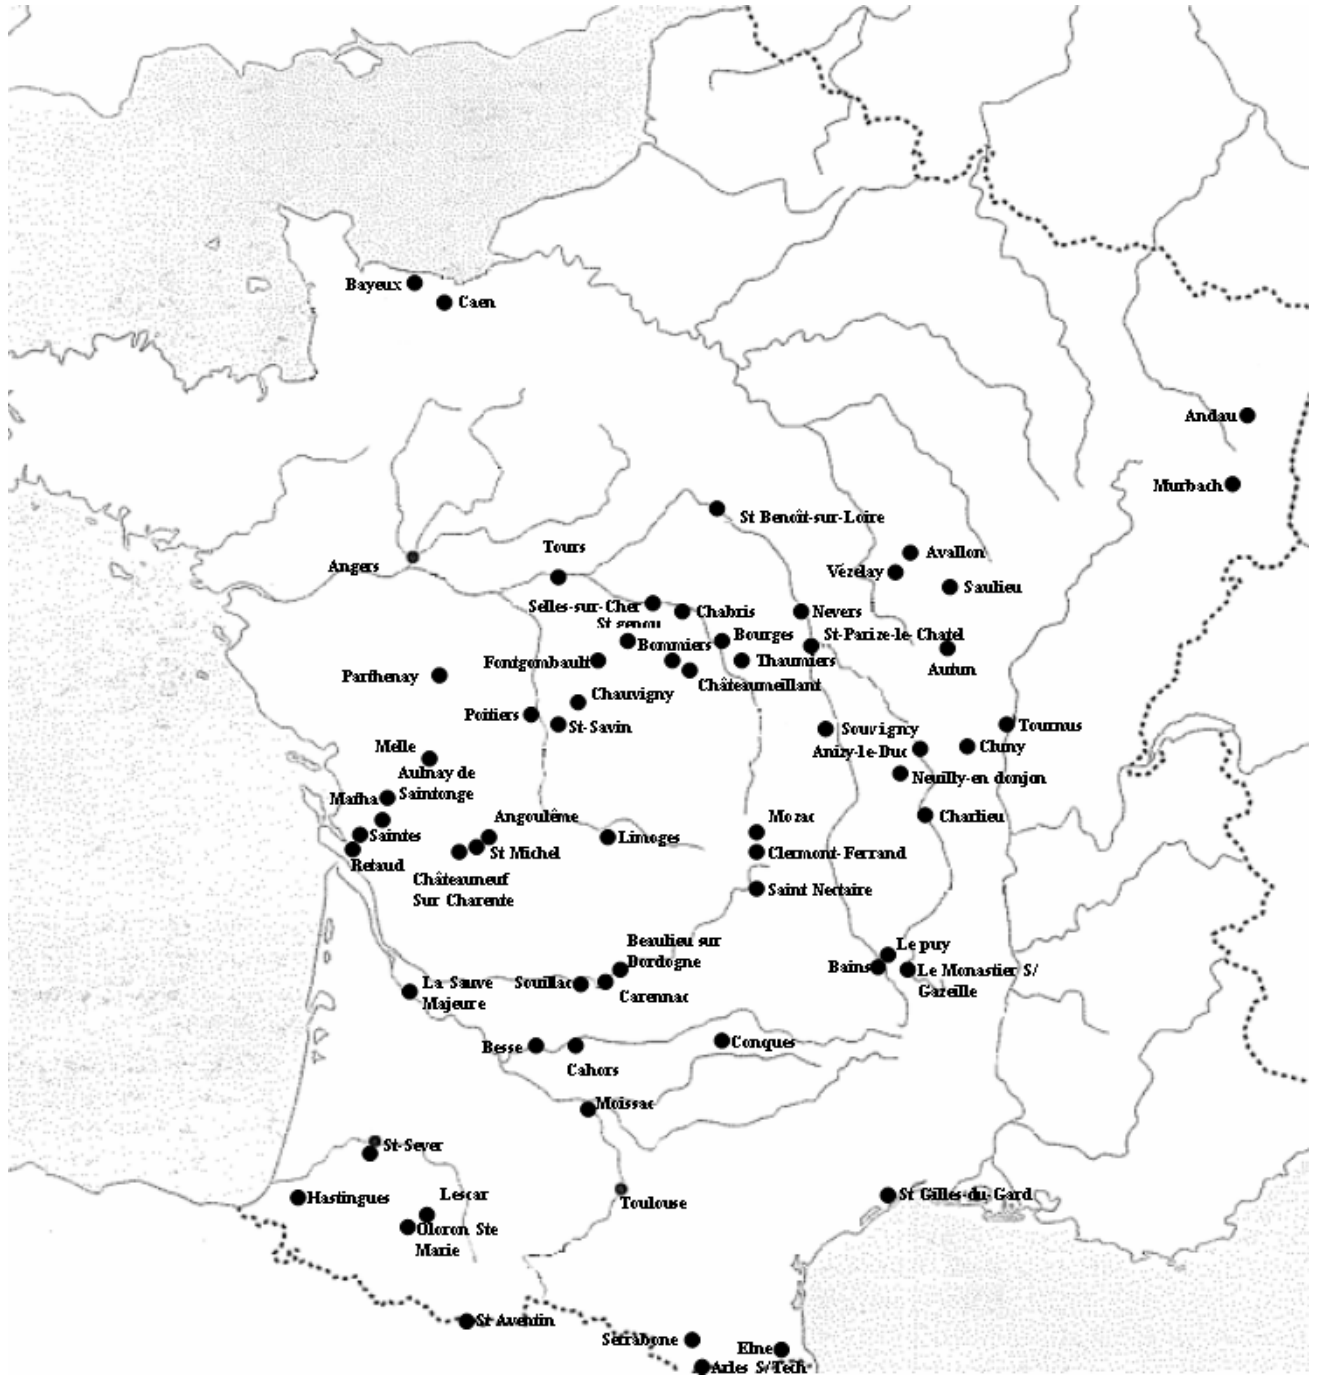 Bayeux
Caen
Andau
Murbach
St Benoît-sur-Loire
Tours
Angers
Avallon
Vézelay
Saulieu
Selles-sur-Cher
Chabris
Nevers
St genou
Bommiers
Bourges
St-Parize-le-Chatel
Fontgombault
Thaumiers
Autun
Parthenay
Châteaumeillant
Chauvigny
Poitiers
St-Savin
Souvigny
Tournus
Cluny
Melle
Anizy-le-Duc
Aulnay de
Saintonge
Neuilly-en donjon
Matha
Saintes
Angoulême
Limoges
Mozac
Charlieu
Retaud
St Michel
Clermont-Ferrand
Châteauneuf
Sur Charente
Saint Nectaire
Beaulieu sur
Dordogne
Le puy
Bains
Le Monastier S/
Gazeille
La Sauve
Majeure
Souillac
Carennac
Besse
Cahors
Conques
Moissac
St-Sever
Hastingues
Lescar
Toulouse
St Gilles-du-Gard
Oloron Ste
Marie
St Aventin
Serrabone
Elne
Arles S/Tech